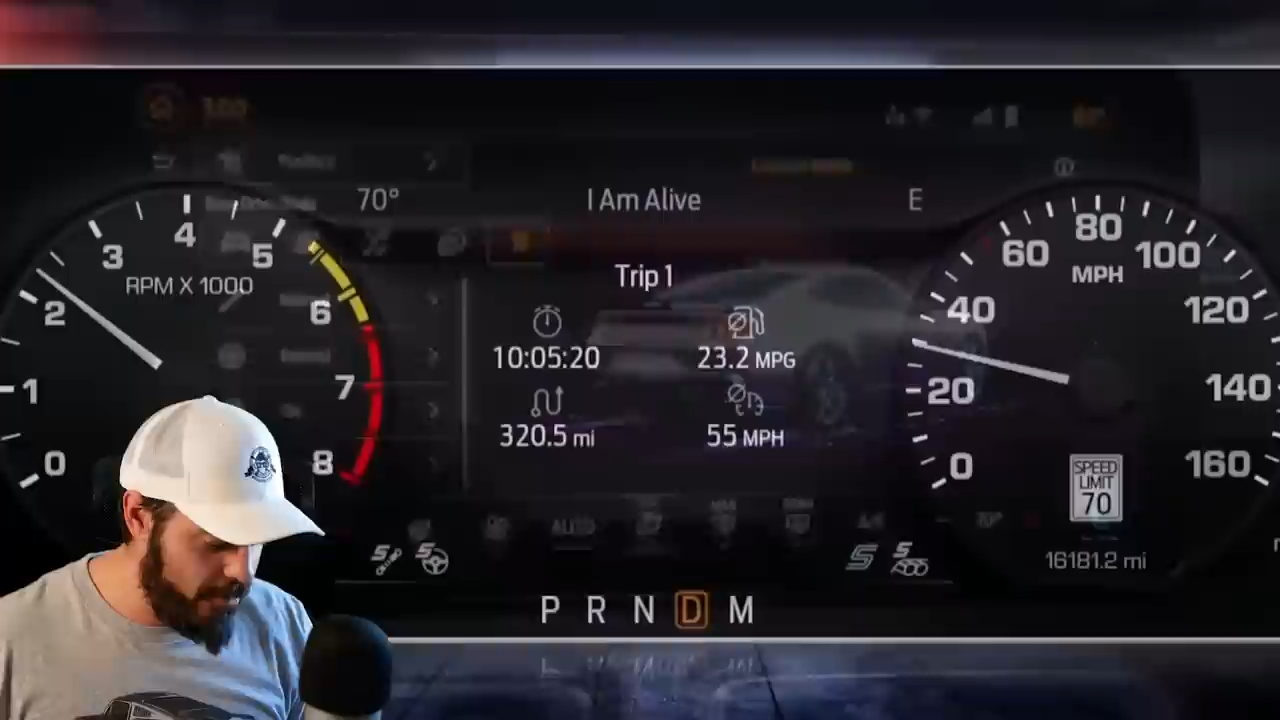 70° I Am Alive E
Trip 1
10:05:20 23.2 MPG
320.5 mi 55 MPH
0 1 2 3 4 5 6 7 8
RPM X 1000
0 20 40 60 80 100 120 140 160
MPH
SPEED
LIMIT
70
AUTO
16181.2 mi
P R N D M